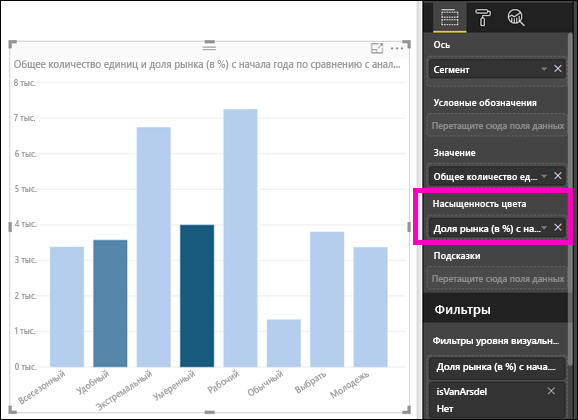 Общее количество единиц и доля рынка (в %) с начала года по сравнению с анал...
8 тыс.
7 тыс.
6 тыс.
5 тыс.
4 тыс.
3 тыс.
2 тыс.
1 тыс.
0 тыс.
Всесезонный
Удобный
Экстремальный
Умеренный
Рабочий
Обычный
Выбрать
Молодежь
Ось
Сегмент
Условные обозначения
Перетащите сюда поля данных
Значение
Общее количество ед...
Насыщенность цвета
Доля рынка (в %) с на...
Подсказки
Перетащите сюда поля данных
Фильтры
Фильтры уровня визуальн...
Доля рынка (в %) с нача...
isVanArsdel
Нет